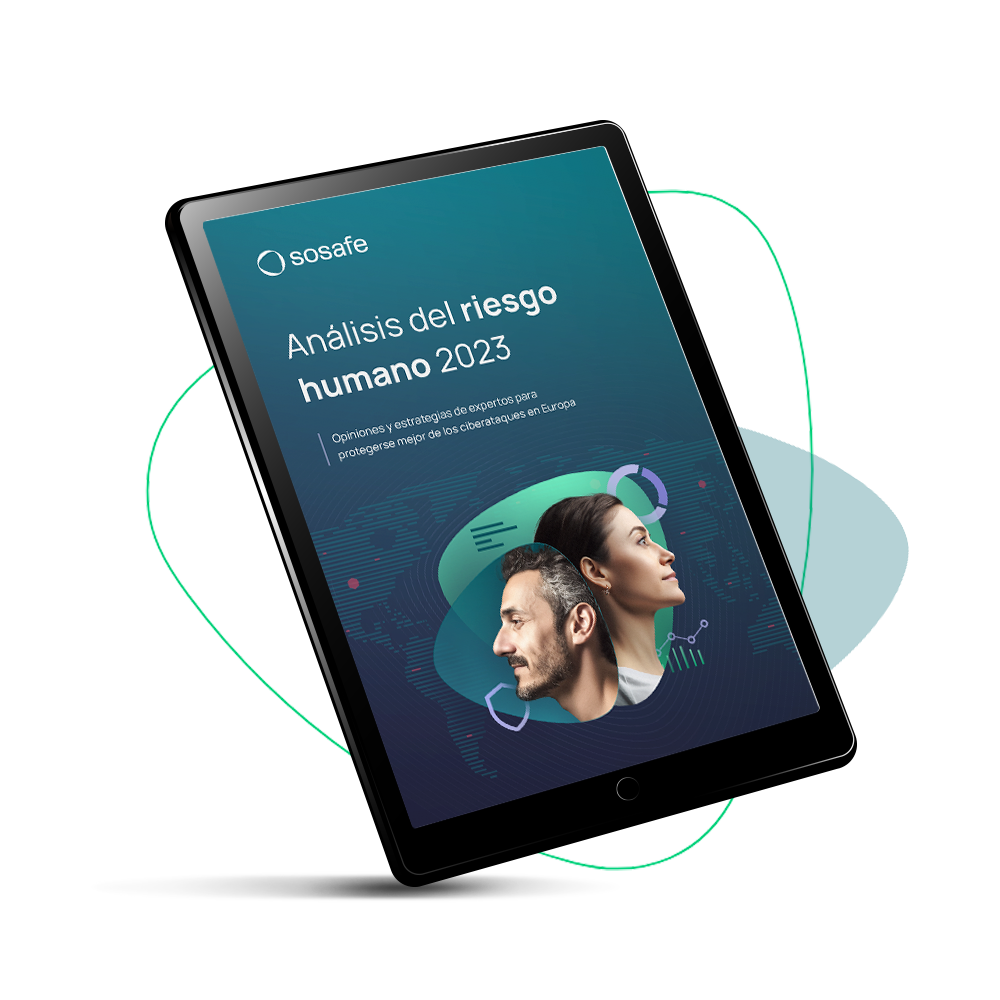 sosafe
Análisis del riesgo
humano 2023
Opiniones y estrategias de expertos para
protegerse mejor de los ciberataques en Europa